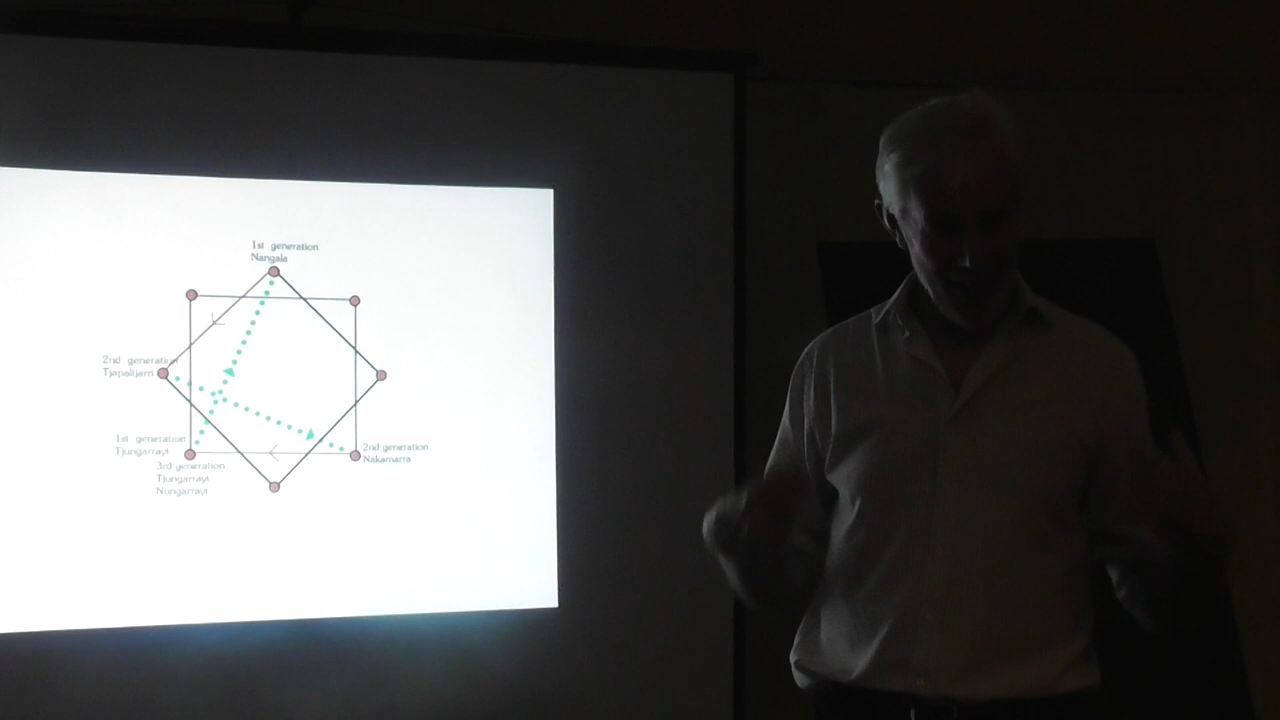 1st generation
Nangala
2nd generation
Tjapaltjarri
1st generation
Tjungarrayi
2nd generation
Nakamarra
3rd generation
Tjungarrayi
Nungarrayi